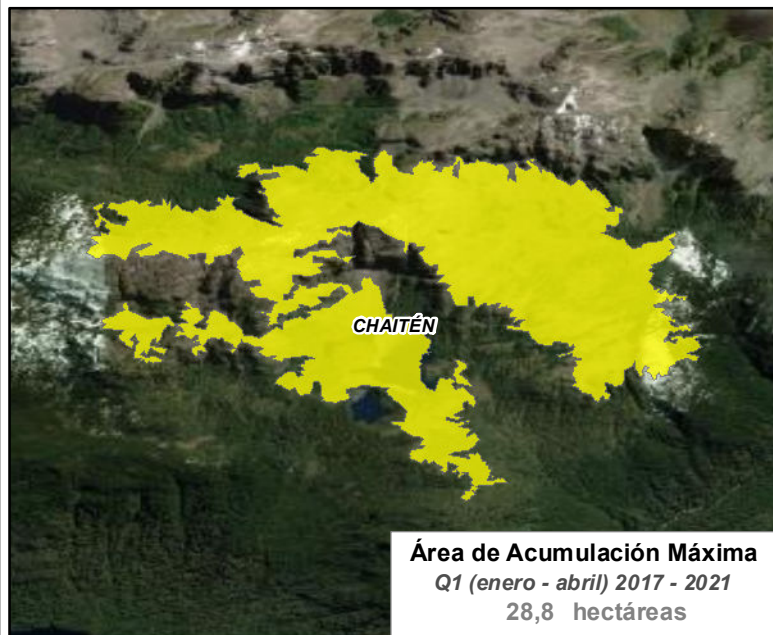 CHAITÉN
Área de Acumulación Máxima
Q1 (enero - abril) 2017 - 2021
28,8 hectáreas